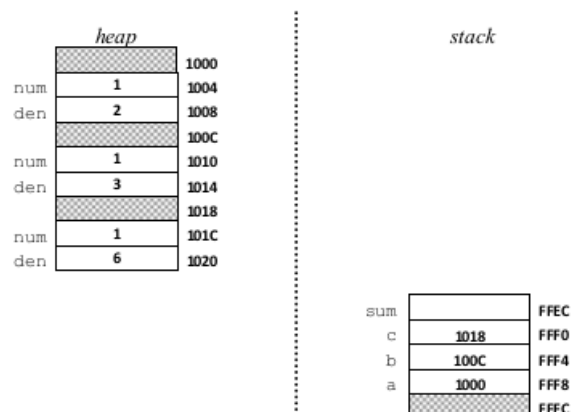 heap
stack
1000
num 1 1004
den 2 1008
100C
num 1 1010
den 3 1014
1018
num 1 101C
den 6 1020
sum FFEC
c 1018 FFF0
b 100C FFF4
a 1000 FFF8
FFFC